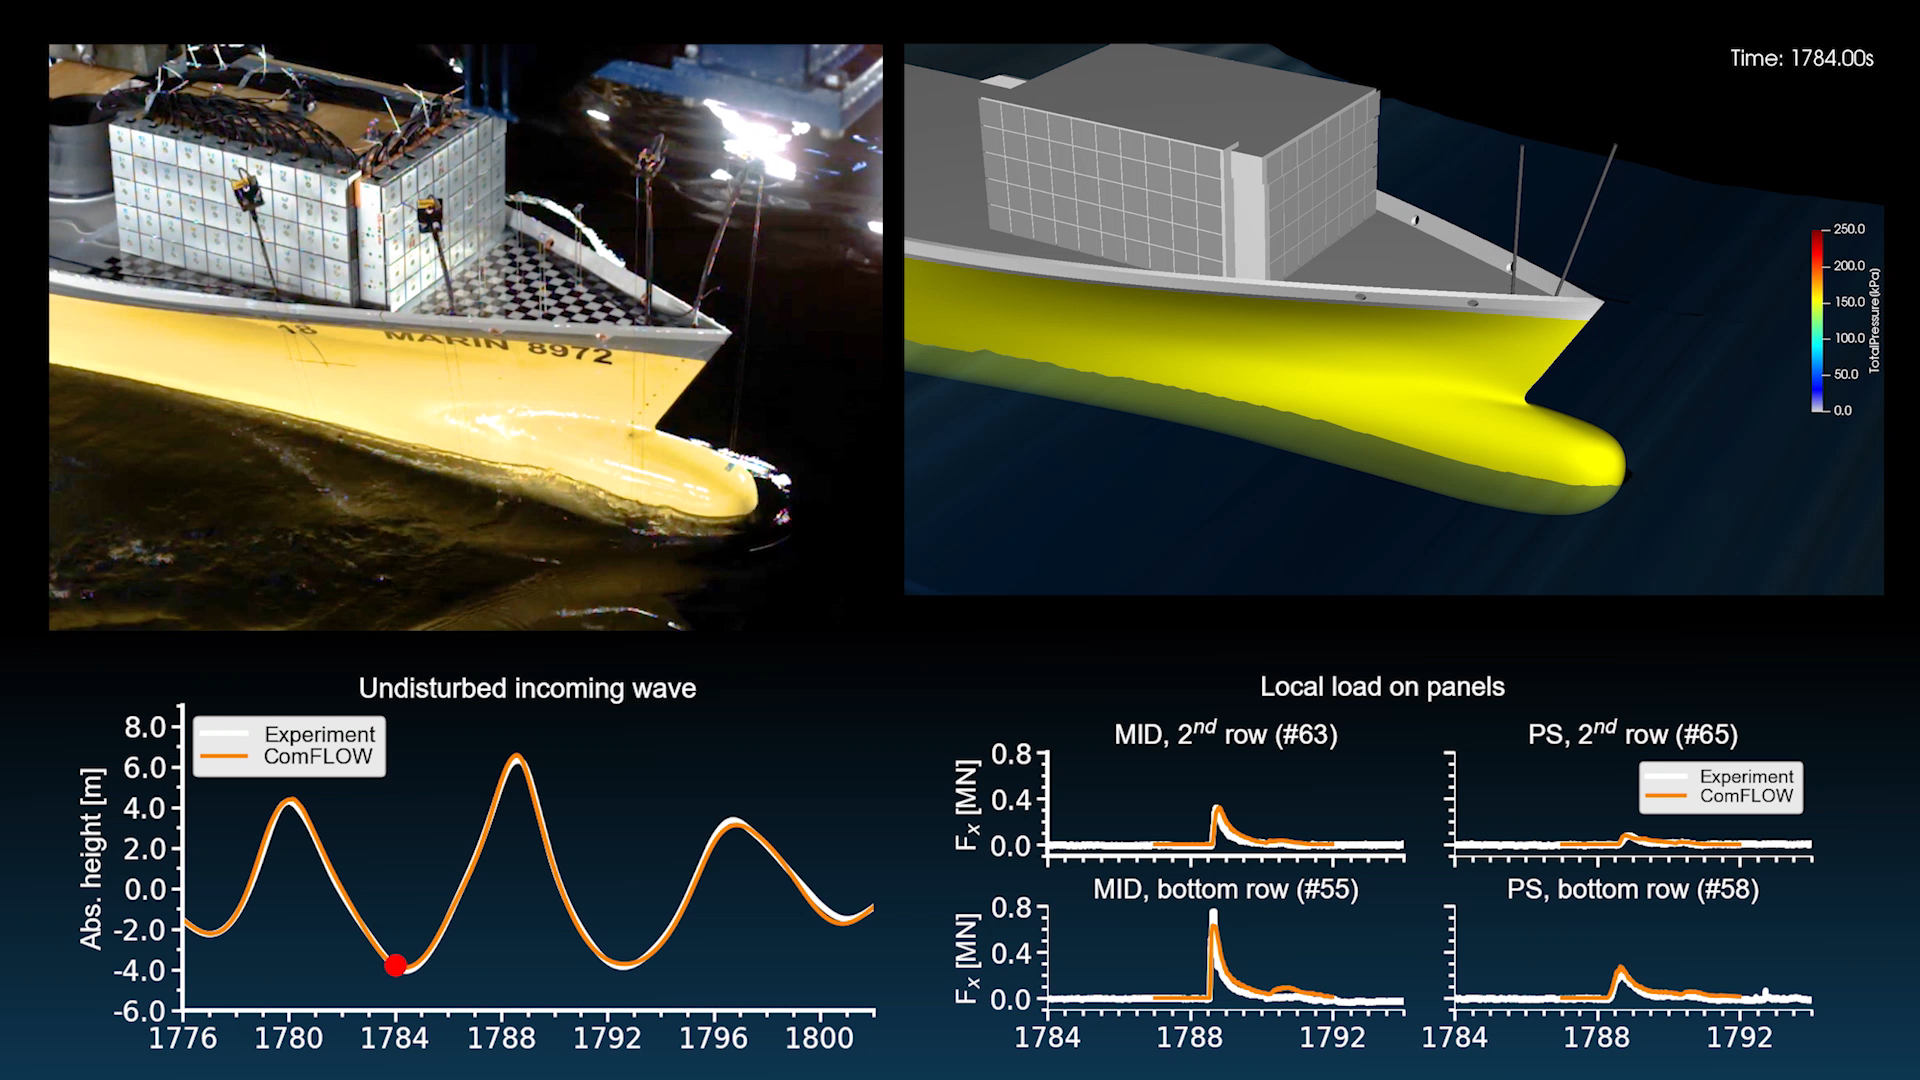 Time: 1784.00s
18
MARIN 8972
250.0
200.0
150.0
100.0
50.0
0.0
TotalPressure(kPa)
Undisturbed incoming wave
Experiment
ComFLOW
Abs. height [m]
8.0
6.0
4.0
2.0
0.0
-2.0
-4.0
-6.0
1776 1780 1784 1788 1792 1796 1800
Local load on panels
MID, 2nd row (#63)
Fx [MN]
0.8
0.4
0.0
PS, 2nd row (#65)
Experiment
ComFLOW
MID, bottom row (#55)
Fx [MN]
0.8
0.4
0.0
1784 1788 1792
PS, bottom row (#58)
1784 1788 1792